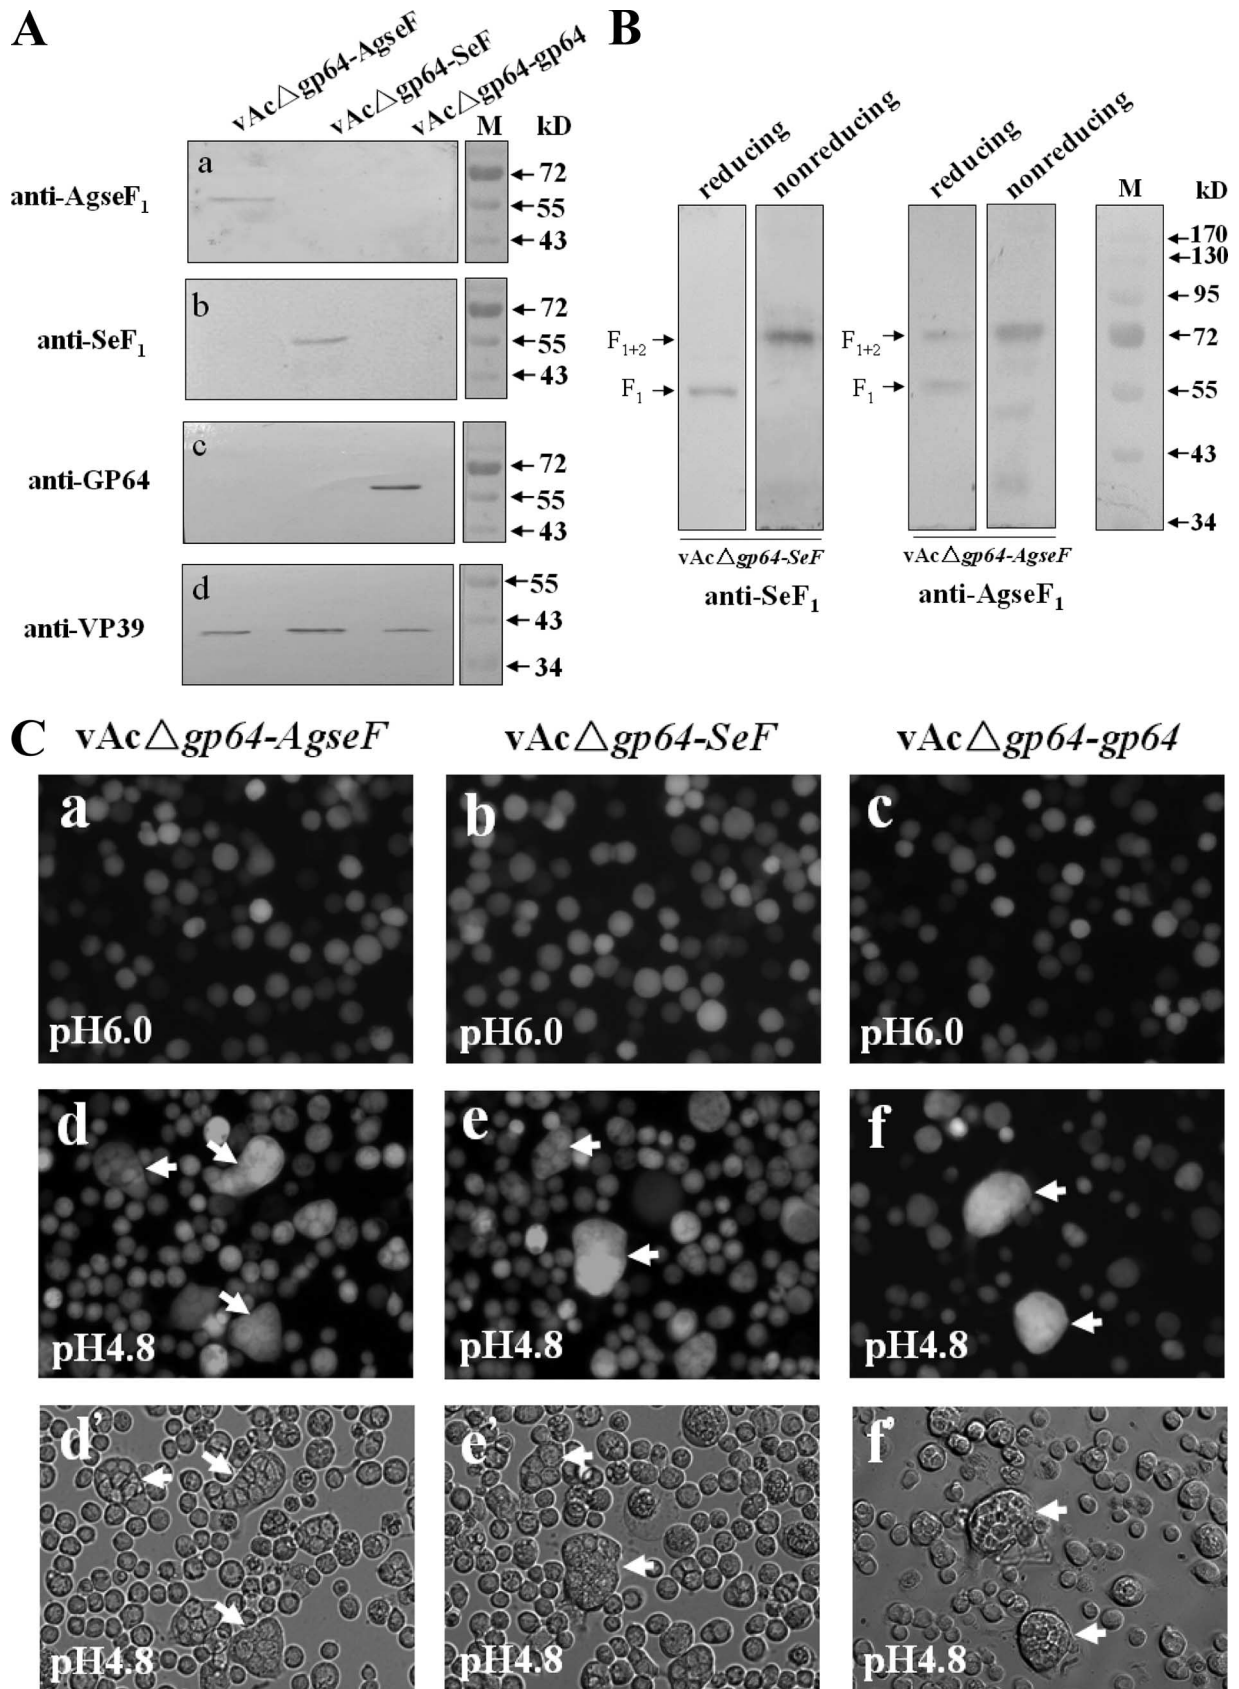 A
vAc△gp64-AgseF
vAc△gp64-SeF
vAc△gp64-gp64
M kD
a
anti-AgseF1
72
55
43
b
anti-SeF1
72
55
43
c
anti-GP64
72
55
43
d
anti-VP39
55
43
34
B
reducing
nonreducing
reducing
nonreducing
M kD
F1+2
F1
F1+2
F1
170
130
95
72
55
43
34
vAc△gp64-SeF
vAc△gp64-AgseF
anti-SeF1
anti-AgseF1
C
vAc△gp64-AgseF
vAc△gp64-SeF
vAc△gp64-gp64
a
b
c
pH6.0
pH6.0
pH6.0
d
e
f
pH4.8
pH4.8
pH4.8
d'
e'
f'
pH4.8
pH4.8
pH4.8